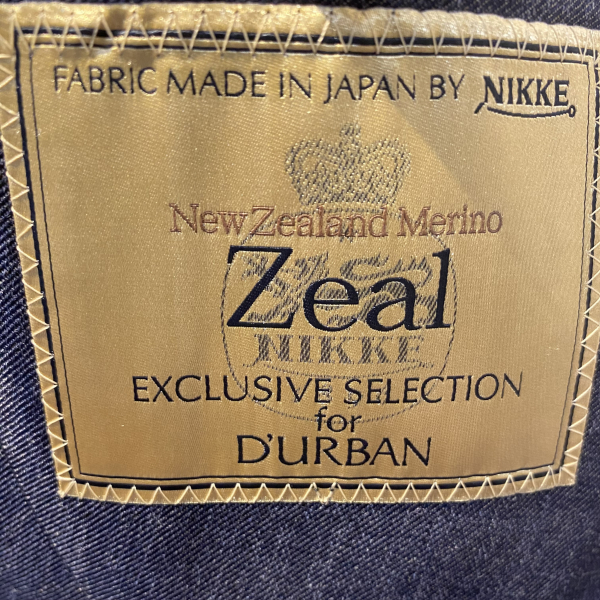 FABRIC MADE IN JAPAN BY NIKKE
New Zealand Merino
Zeal
NIKKE
EXCLUSIVE SELECTION
for
D'URBAN